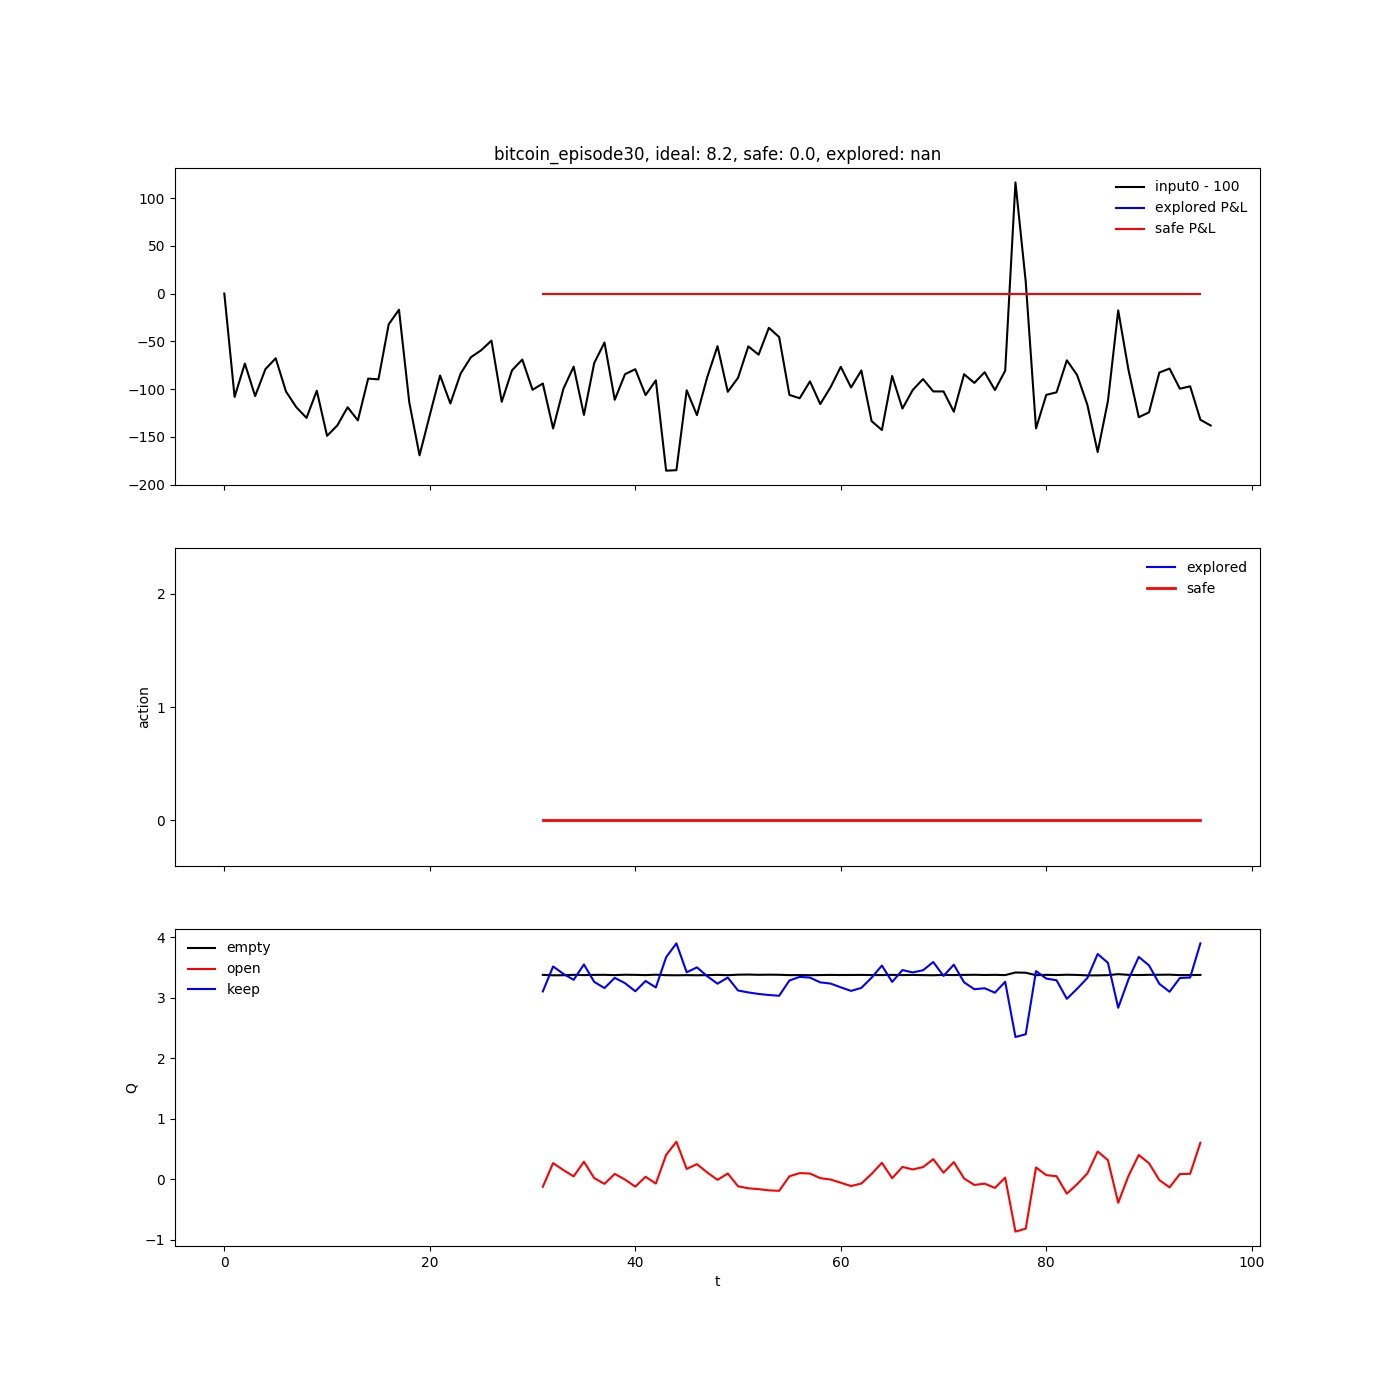 bitcoin_episode30, ideal: 8.2, safe: 0.0, explored: nan
100
50
0
−50
−100
−150
−200
input0 - 100
explored P&L
safe P&L
action
2
1
0
explored
safe
Q
4
3
2
1
0
−1
empty
open
keep
0 20 40 60 80 100
t